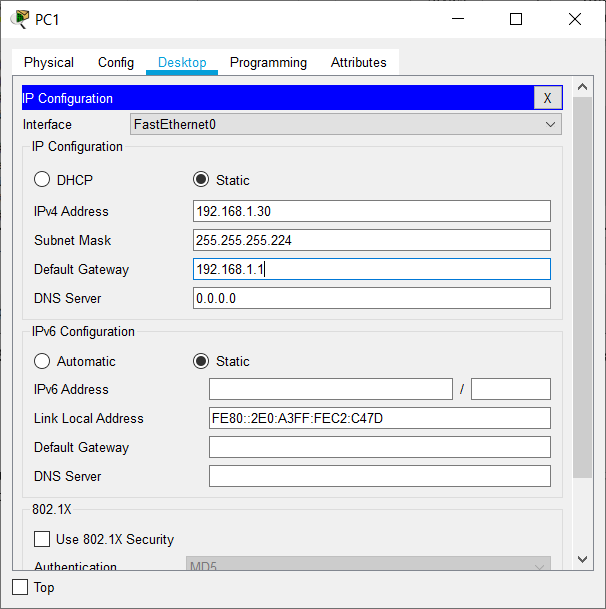 PC1
Physical Config Desktop Programming Attributes
IP Configuration X
Interface FastEthernet0
IP Configuration
DHCP Static
IPv4 Address 192.168.1.30
Subnet Mask 255.255.255.224
Default Gateway 192.168.1.1
DNS Server 0.0.0.0
IPv6 Configuration
Automatic Static
IPv6 Address /
Link Local Address FE80::2E0:A3FF:FEC2:C47D
Default Gateway
DNS Server
802.1X
Use 802.1X Security
Authentication MD5
Top